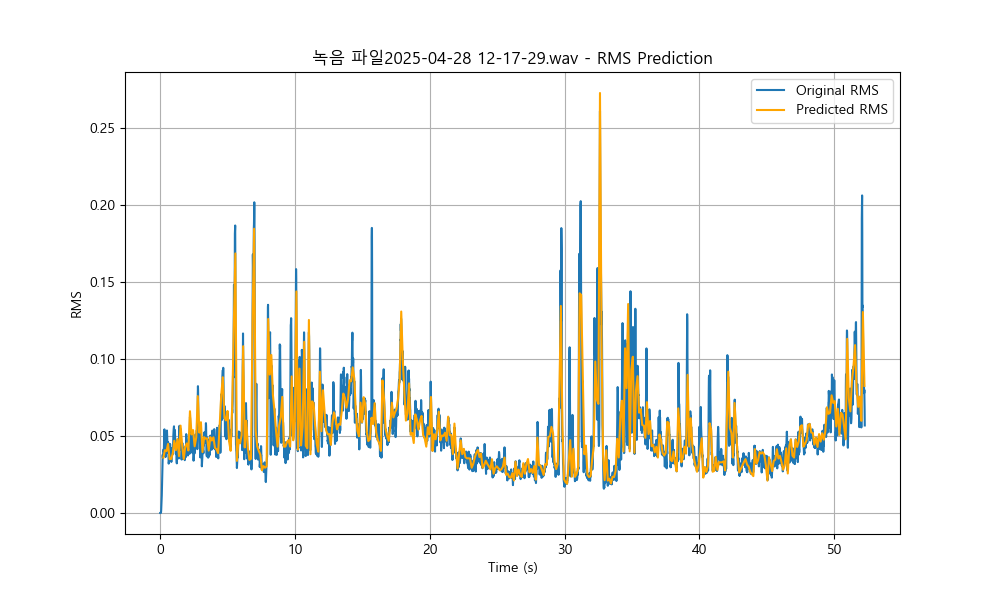 녹음 파일2025-04-28 12-17-29.wav - RMS Prediction
Original RMS
Predicted RMS
RMS
0.25
0.20
0.15
0.10
0.05
0.00
0 10 20 30 40 50
Time (s)